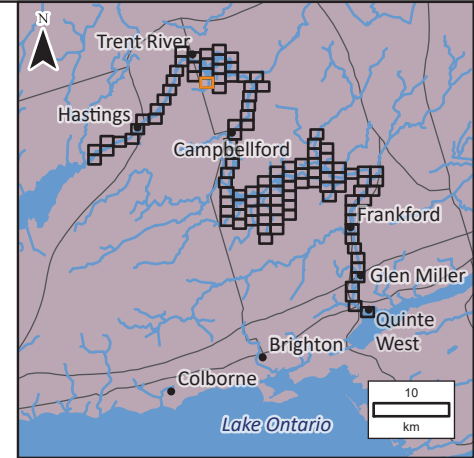 N
Trent River
Hastings
Campbellford
Frankford
Glen Miller
Quinte
West
Brighton
Colborne
10
km
Lake Ontario